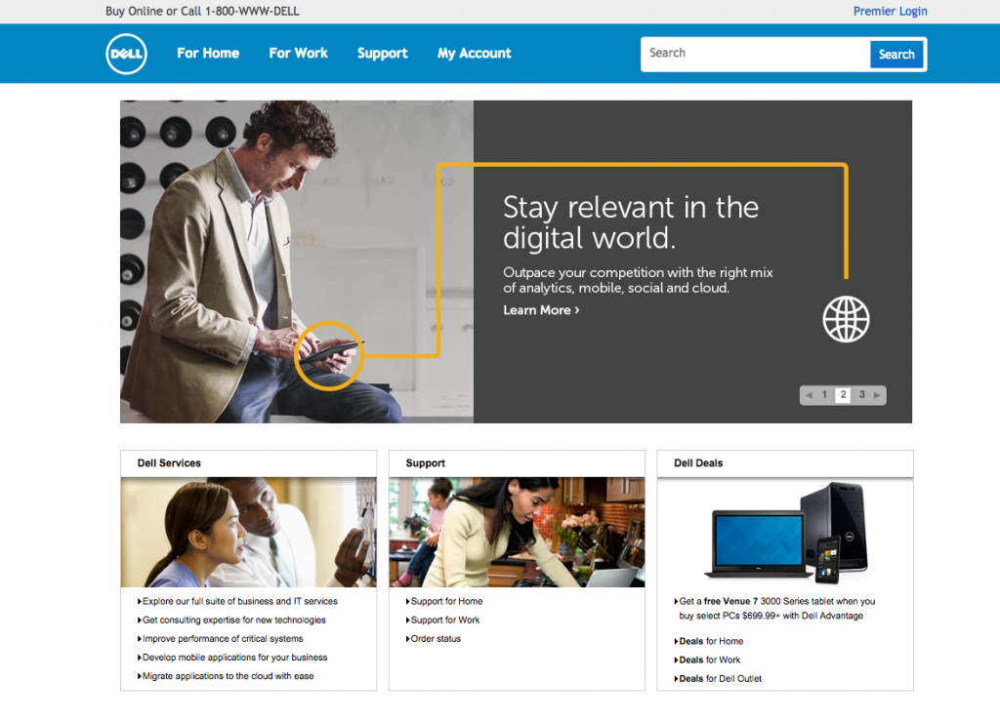 Buy Online or Call 1-800-WWW-DELL
Premier Login
DELL
For Home
For Work
Support
My Account
Search
Search
Stay relevant in the
digital world.
Outpace your competition with the right mix
of analytics, mobile, social and cloud.
Learn More ›
◀ 1 2 3 ▶
Dell Services
Explore our full suite of business and IT services
Get consulting expertise for new technologies
Improve performance of critical systems
Develop mobile applications for your business
Migrate applications to the cloud with ease
Support
Support for Home
Support for Work
Order status
Dell Deals
Get a free Venue 7 3000 Series tablet when you
buy select PCs $699.99+ with Dell Advantage
Deals for Home
Deals for Work
Deals for Dell Outlet